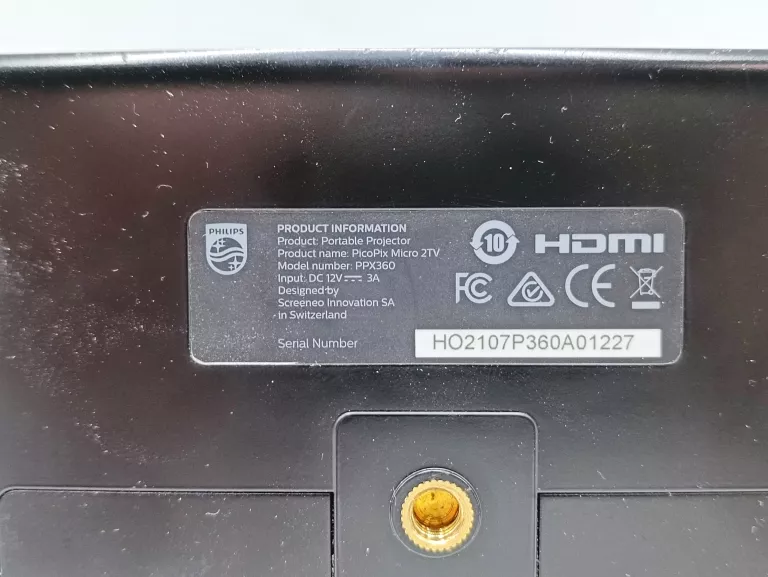 PHILIPS
PRODUCT INFORMATION
Product: Portable Projector
Product name: PicoPix Micro 2TV
Model number: PPX360
Input: DC 12V⎓ 3A
Designed by
Screeneo Innovation SA
in Switzerland
Serial Number
HO2107P360A01227
10
HDMI
FC
CE